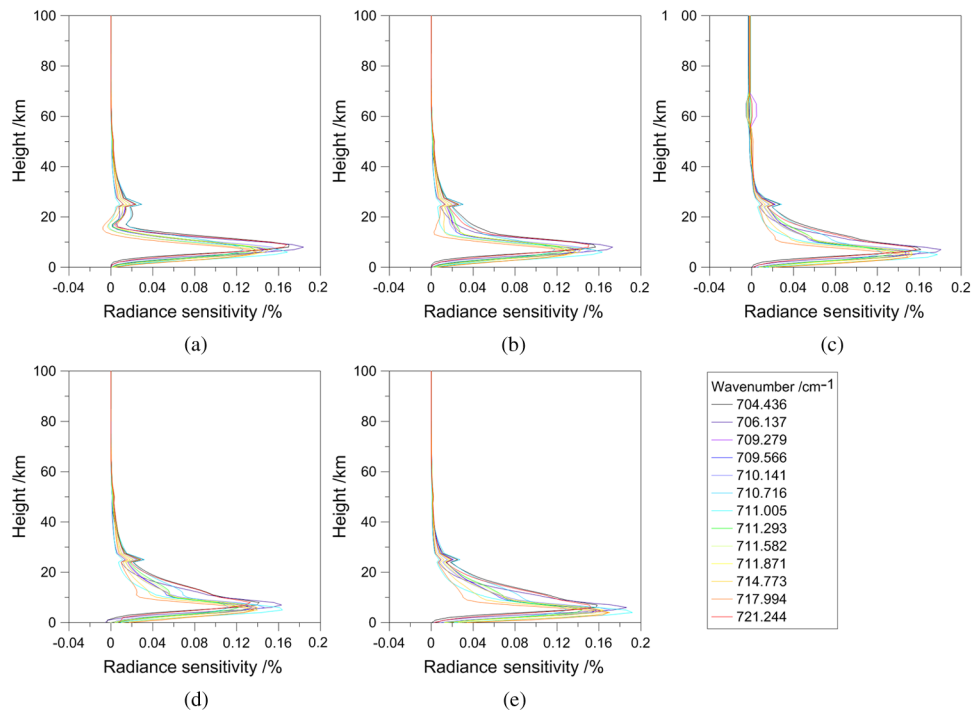 100
80
60
40
20
0
Height /km
-0.04 0 0.04 0.08 0.12 0.16 0.2
Radiance sensitivity /%
(a)
100
80
60
40
20
0
Height /km
-0.04 0 0.04 0.08 0.12 0.16 0.2
Radiance sensitivity /%
(b)
1 00
80
60
40
20
0
Height /km
-0.04 0 0.04 0.08 0.12 0.16 0.2
Radiance sensitivity /%
(c)
100
80
60
40
20
0
Height /km
-0.04 0 0.04 0.08 0.12 0.16 0.2
Radiance sensitivity /%
(d)
100
80
60
40
20
0
Height /km
-0.04 0 0.04 0.08 0.12 0.16 0.2
Radiance sensitivity /%
(e)
Wavenumber /cm⁻¹
704.436
706.137
709.279
709.566
710.141
710.716
711.005
711.293
711.582
711.871
714.773
717.994
721.244